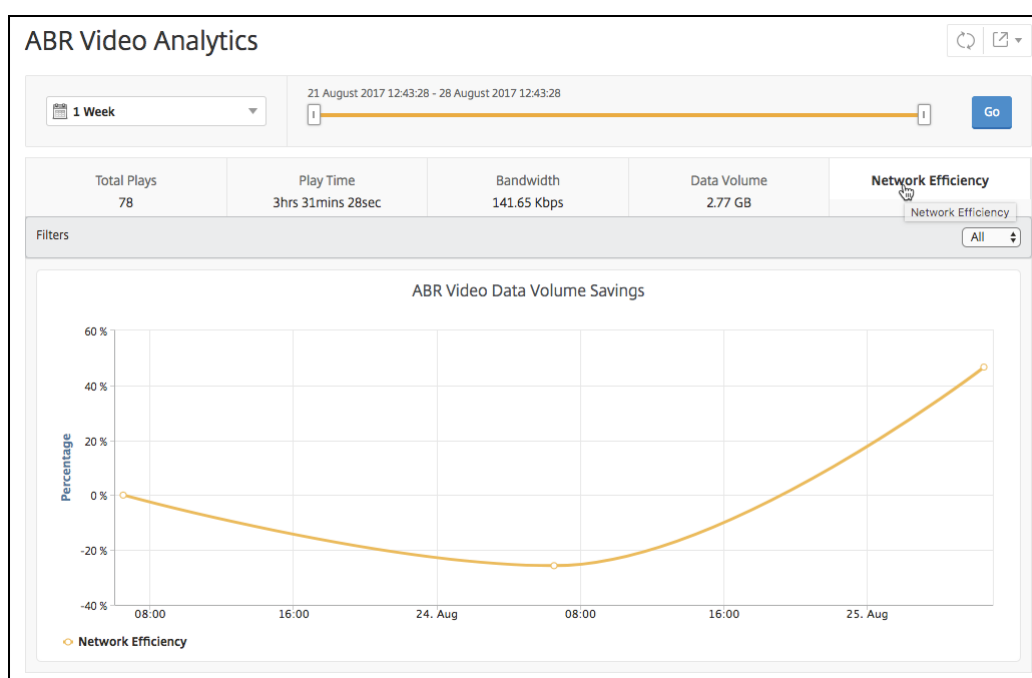 ABR Video Analytics
1 Week
21 August 2017 12:43:28 - 28 August 2017 12:43:28
Go
Total Plays
78
Play Time
3hrs 31mins 28sec
Bandwidth
141.65 Kbps
Data Volume
2.77 GB
Network Efficiency
Network Efficiency
Filters
All
ABR Video Data Volume Savings
60 %
40 %
20 %
0 %
-20 %
-40 %
Percentage
08:00 16:00 24. Aug 08:00 16:00 25. Aug
Network Efficiency